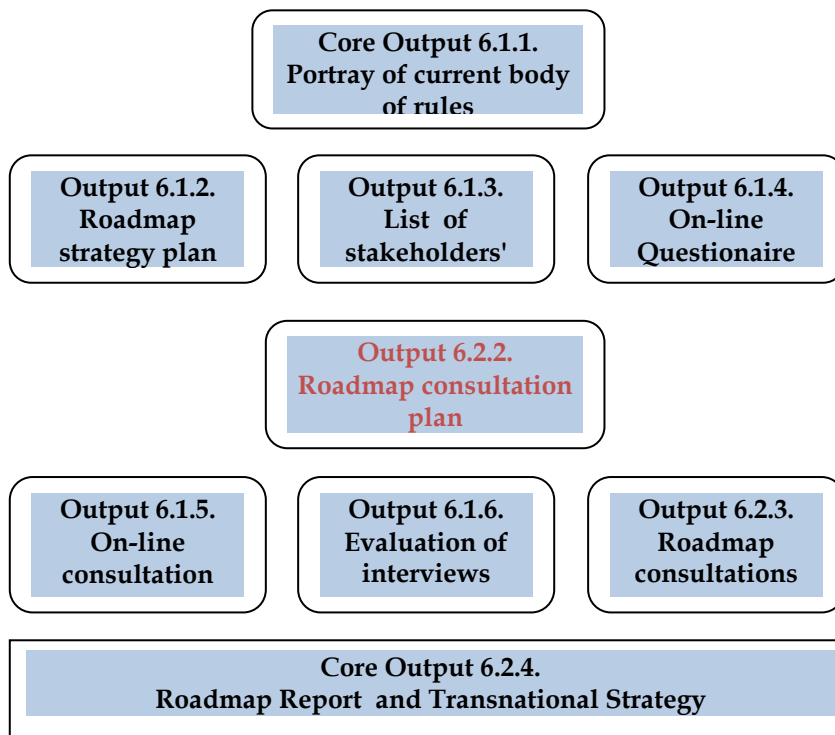 Core Output 6.1.1.
Portray of current body
of rules
Output 6.1.2.
Roadmap
strategy plan
Output 6.1.3.
List of
stakeholders'
Output 6.1.4.
On-line
Questionaire
Output 6.2.2.
Roadmap consultation
plan
Output 6.1.5.
On-line
consultation
Output 6.1.6.
Evaluation of
interviews
Output 6.2.3.
Roadmap
consultations
Core Output 6.2.4.
Roadmap Report and Transnational Strategy